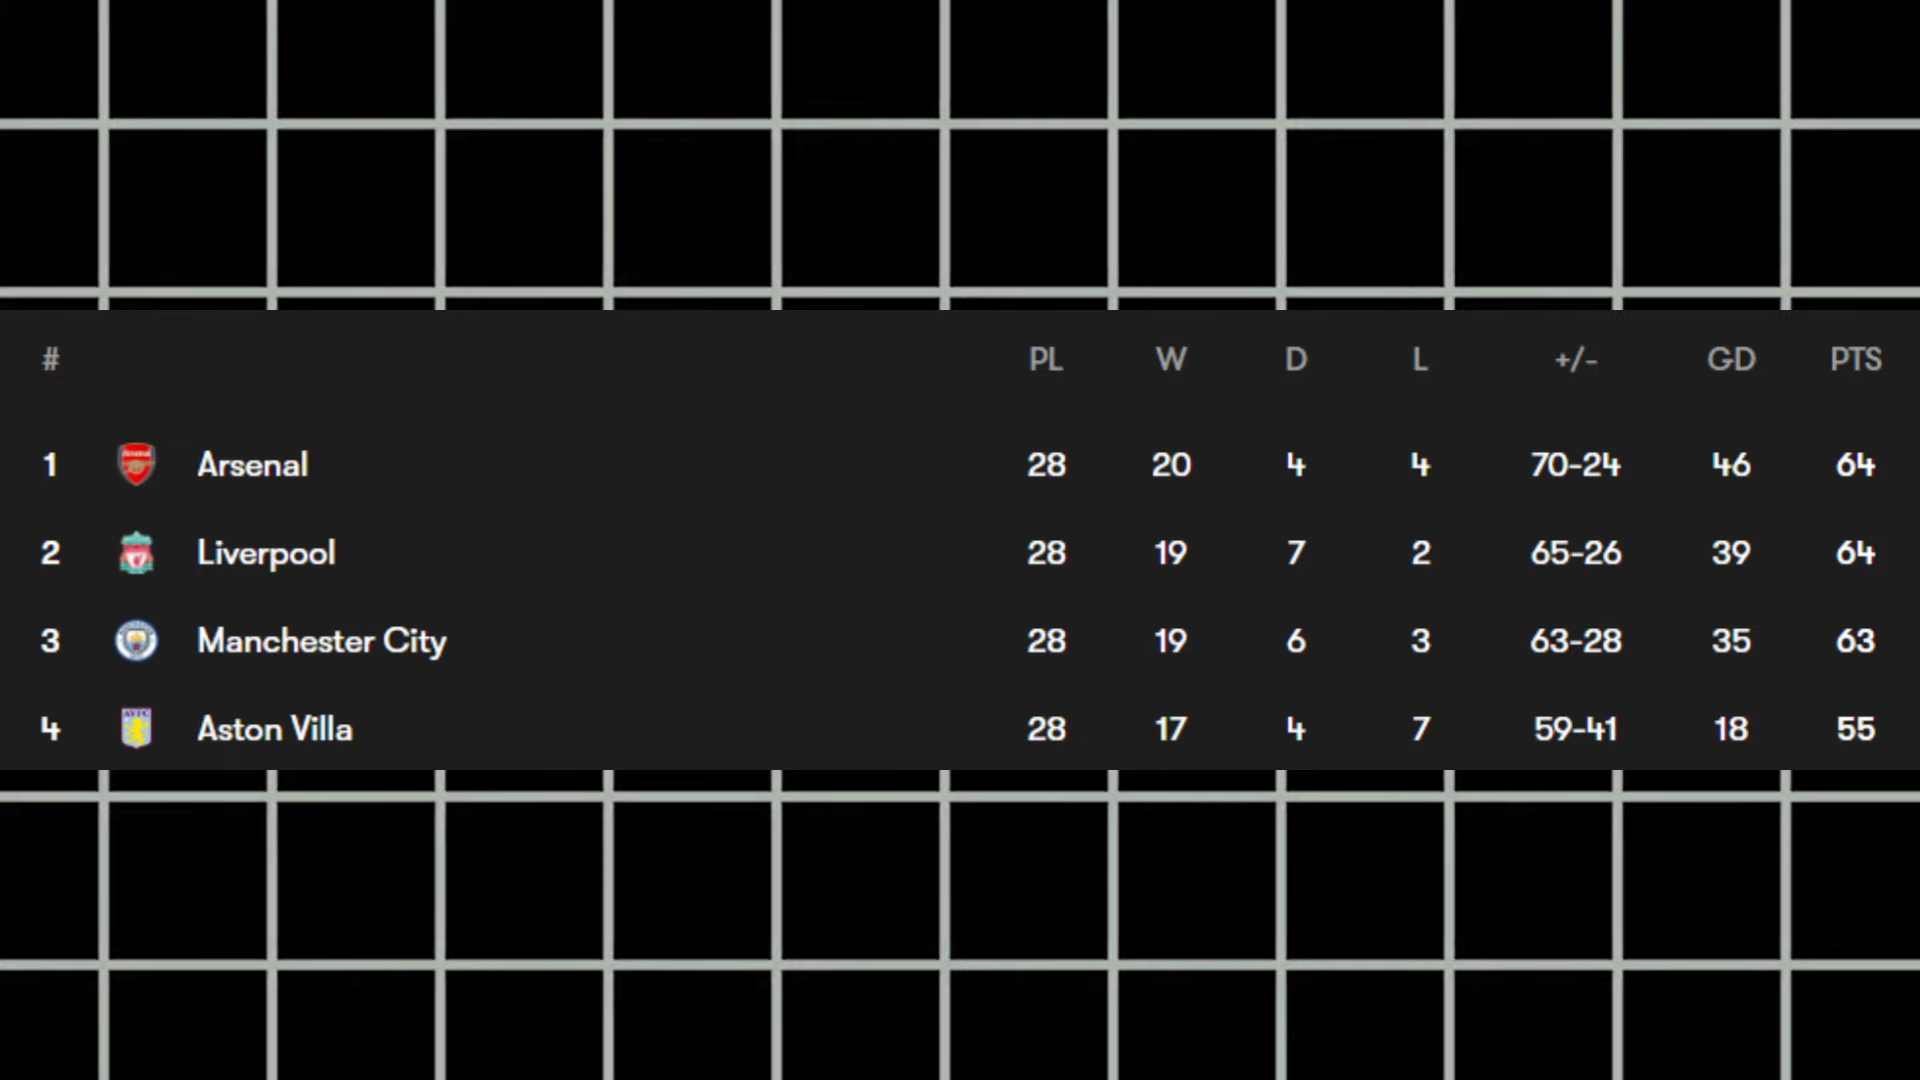 # PL W D L +/- GD PTS
1 Arsenal 28 20 4 4 70-24 46 64
2 Liverpool 28 19 7 2 65-26 39 64
3 Manchester City 28 19 6 3 63-28 35 63
4 Aston Villa 28 17 4 7 59-41 18 55